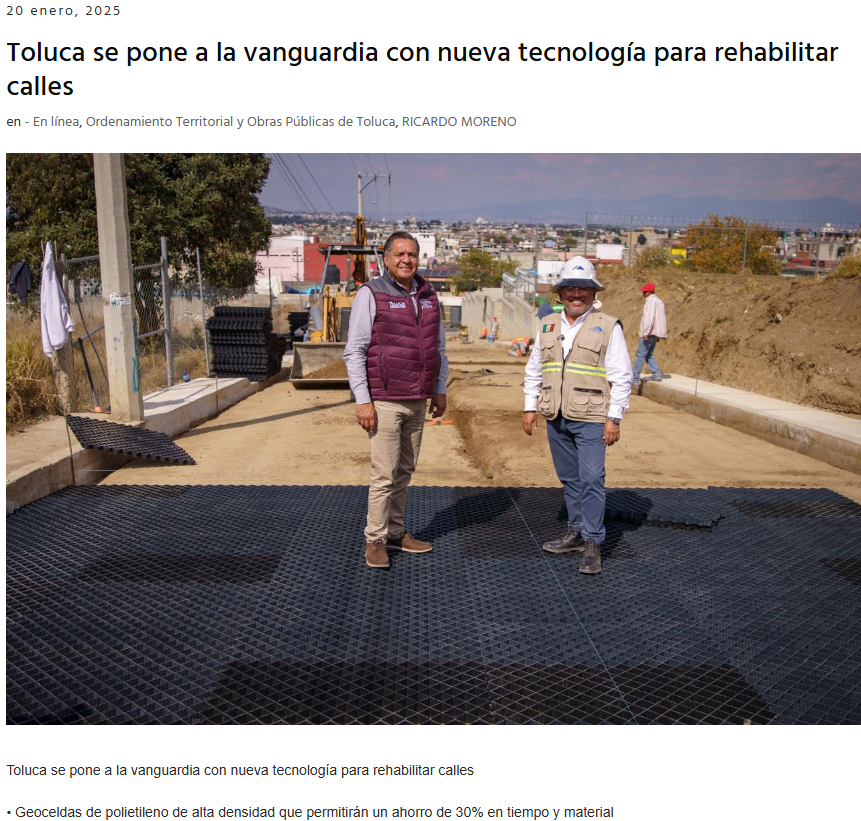 20 enero, 2025
Toluca se pone a la vanguardia con nueva tecnología para rehabilitar
calles
en - En línea, Ordenamiento Territorial y Obras Públicas de Toluca, RICARDO MORENO
Toluca se pone a la vanguardia con nueva tecnología para rehabilitar calles
• Geoceldas de polietileno de alta densidad que permitirán un ahorro de 30% en tiempo y material